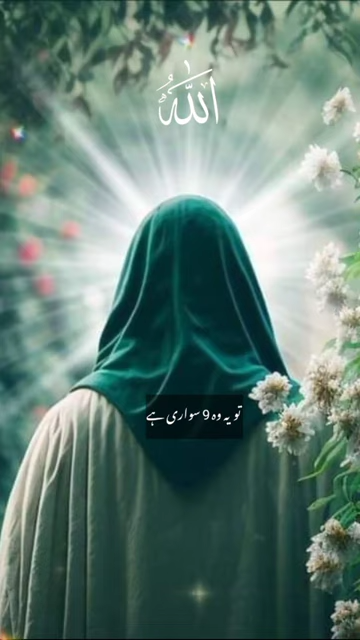 الله
تو یہ وہ 9 سواری ہے